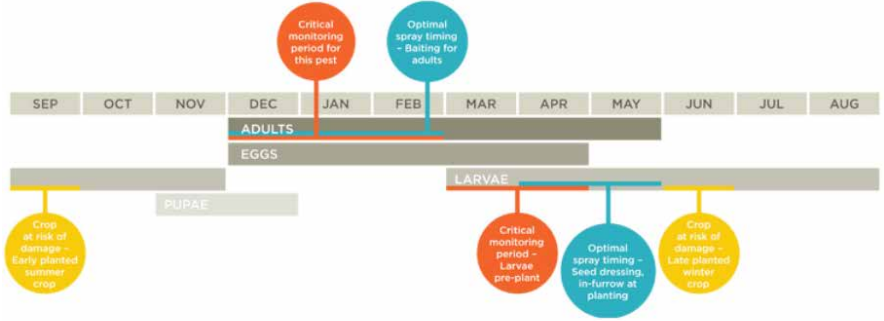 Critical
monitoring
period for
this pest
Optimal
spray timing
– Baiting for
adults
SEP OCT NOV DEC JAN FEB MAR APR MAY JUN JUL AUG
ADULTS
EGGS
LARVAE
PUPAE
Crop
at risk of
damage –
Early planted
summer
crop
Critical
monitoring
period –
Larvae
pre-plant
Optimal
spray timing –
Seed dressing,
in-furrow at
planting
Crop
at risk of
damage –
Late planted
winter
crop